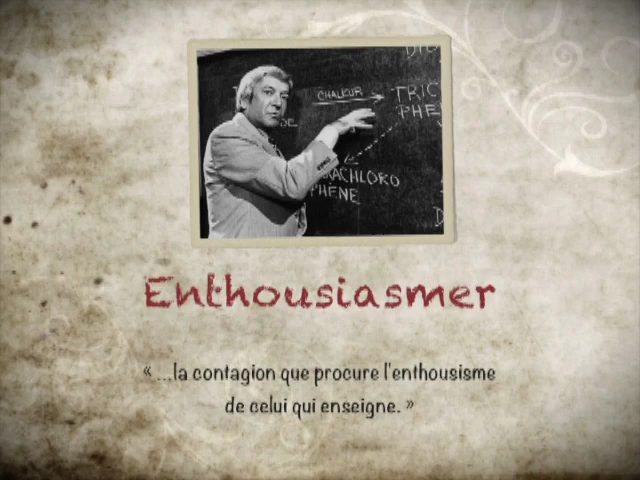 CHALEUR
TRIC
PHE
ACHLORO
PHENE
Enthousiasmer
« ...la contagion que procure l'enthousisme
de celui qui enseigne. »